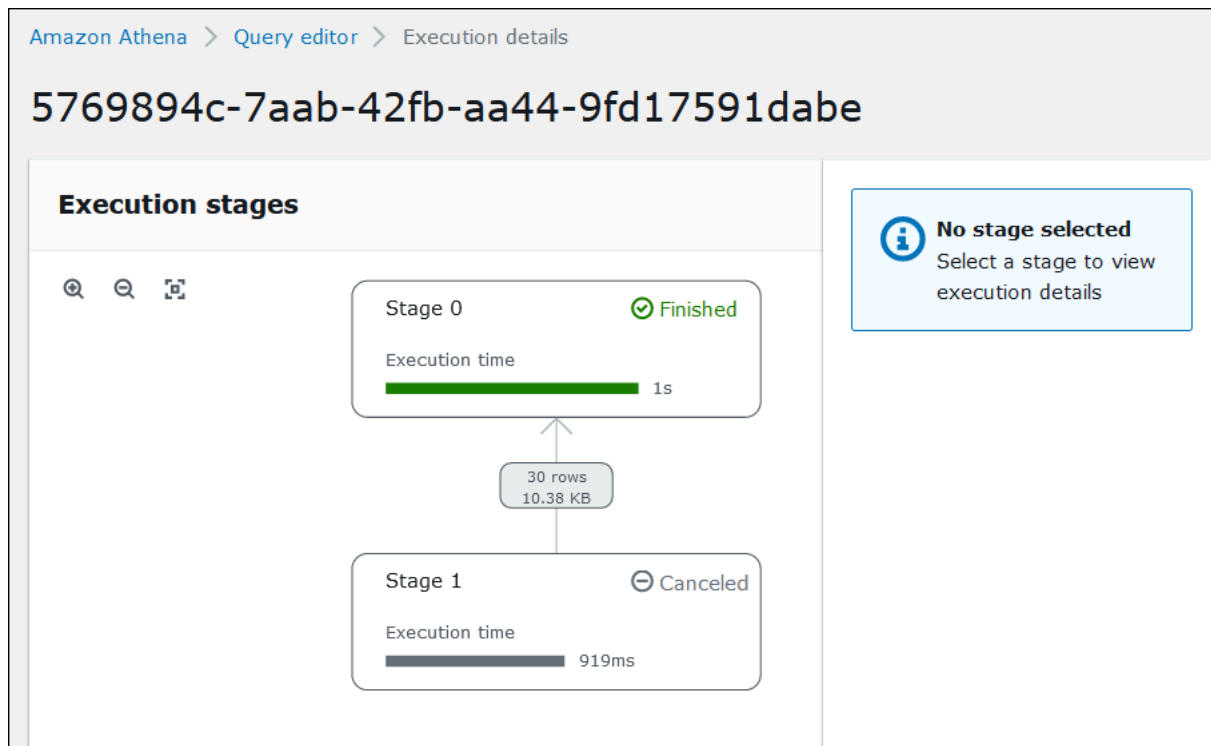 Amazon Athena > Query editor > Execution details
5769894c-7aab-42fb-aa44-9fd17591dabe
Execution stages
No stage selected
Select a stage to view
execution details
Stage 0 Finished
Execution time
1s
30 rows
10.38 KB
Stage 1 Canceled
Execution time
919ms